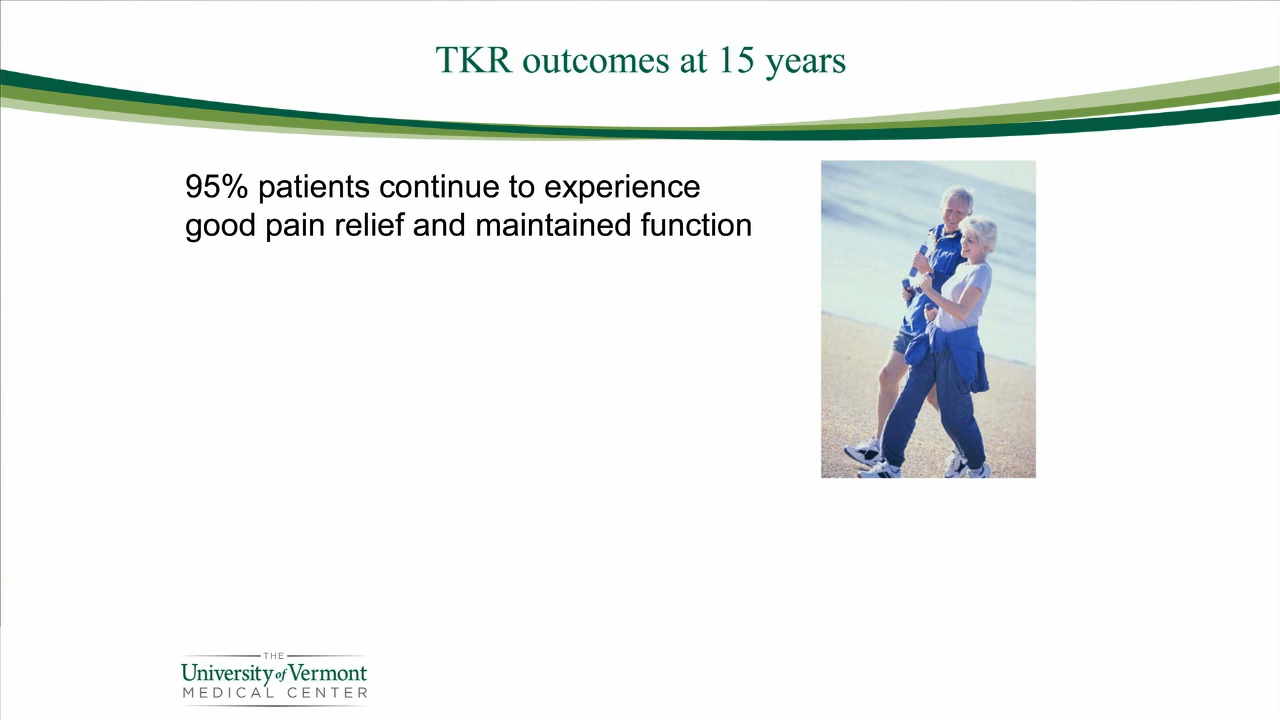 TKR outcomes at 15 years
95% patients continue to experience
good pain relief and maintained function
THE
University of Vermont
MEDICAL CENTER